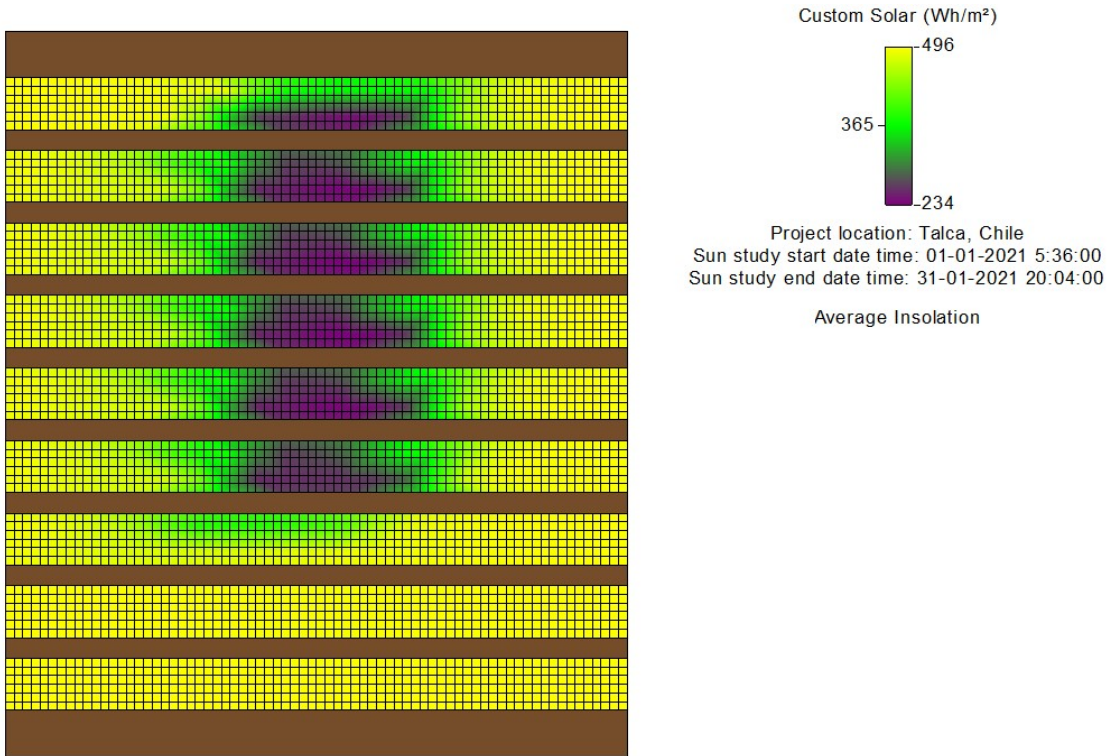 Custom Solar (Wh/m²)
496
365
234
Project location: Talca, Chile
Sun study start date time: 01-01-2021 5:36:00
Sun study end date time: 31-01-2021 20:04:00
Average Insolation